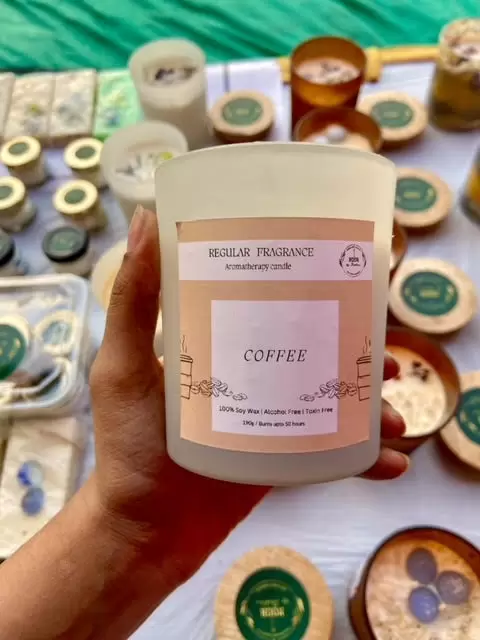 REGULAR FRAGRANCE
Aromatherapy candle
COFFEE
100% Soy Wax | Alcohol Free | Toxin Free
190g / Burns upto 50 hours